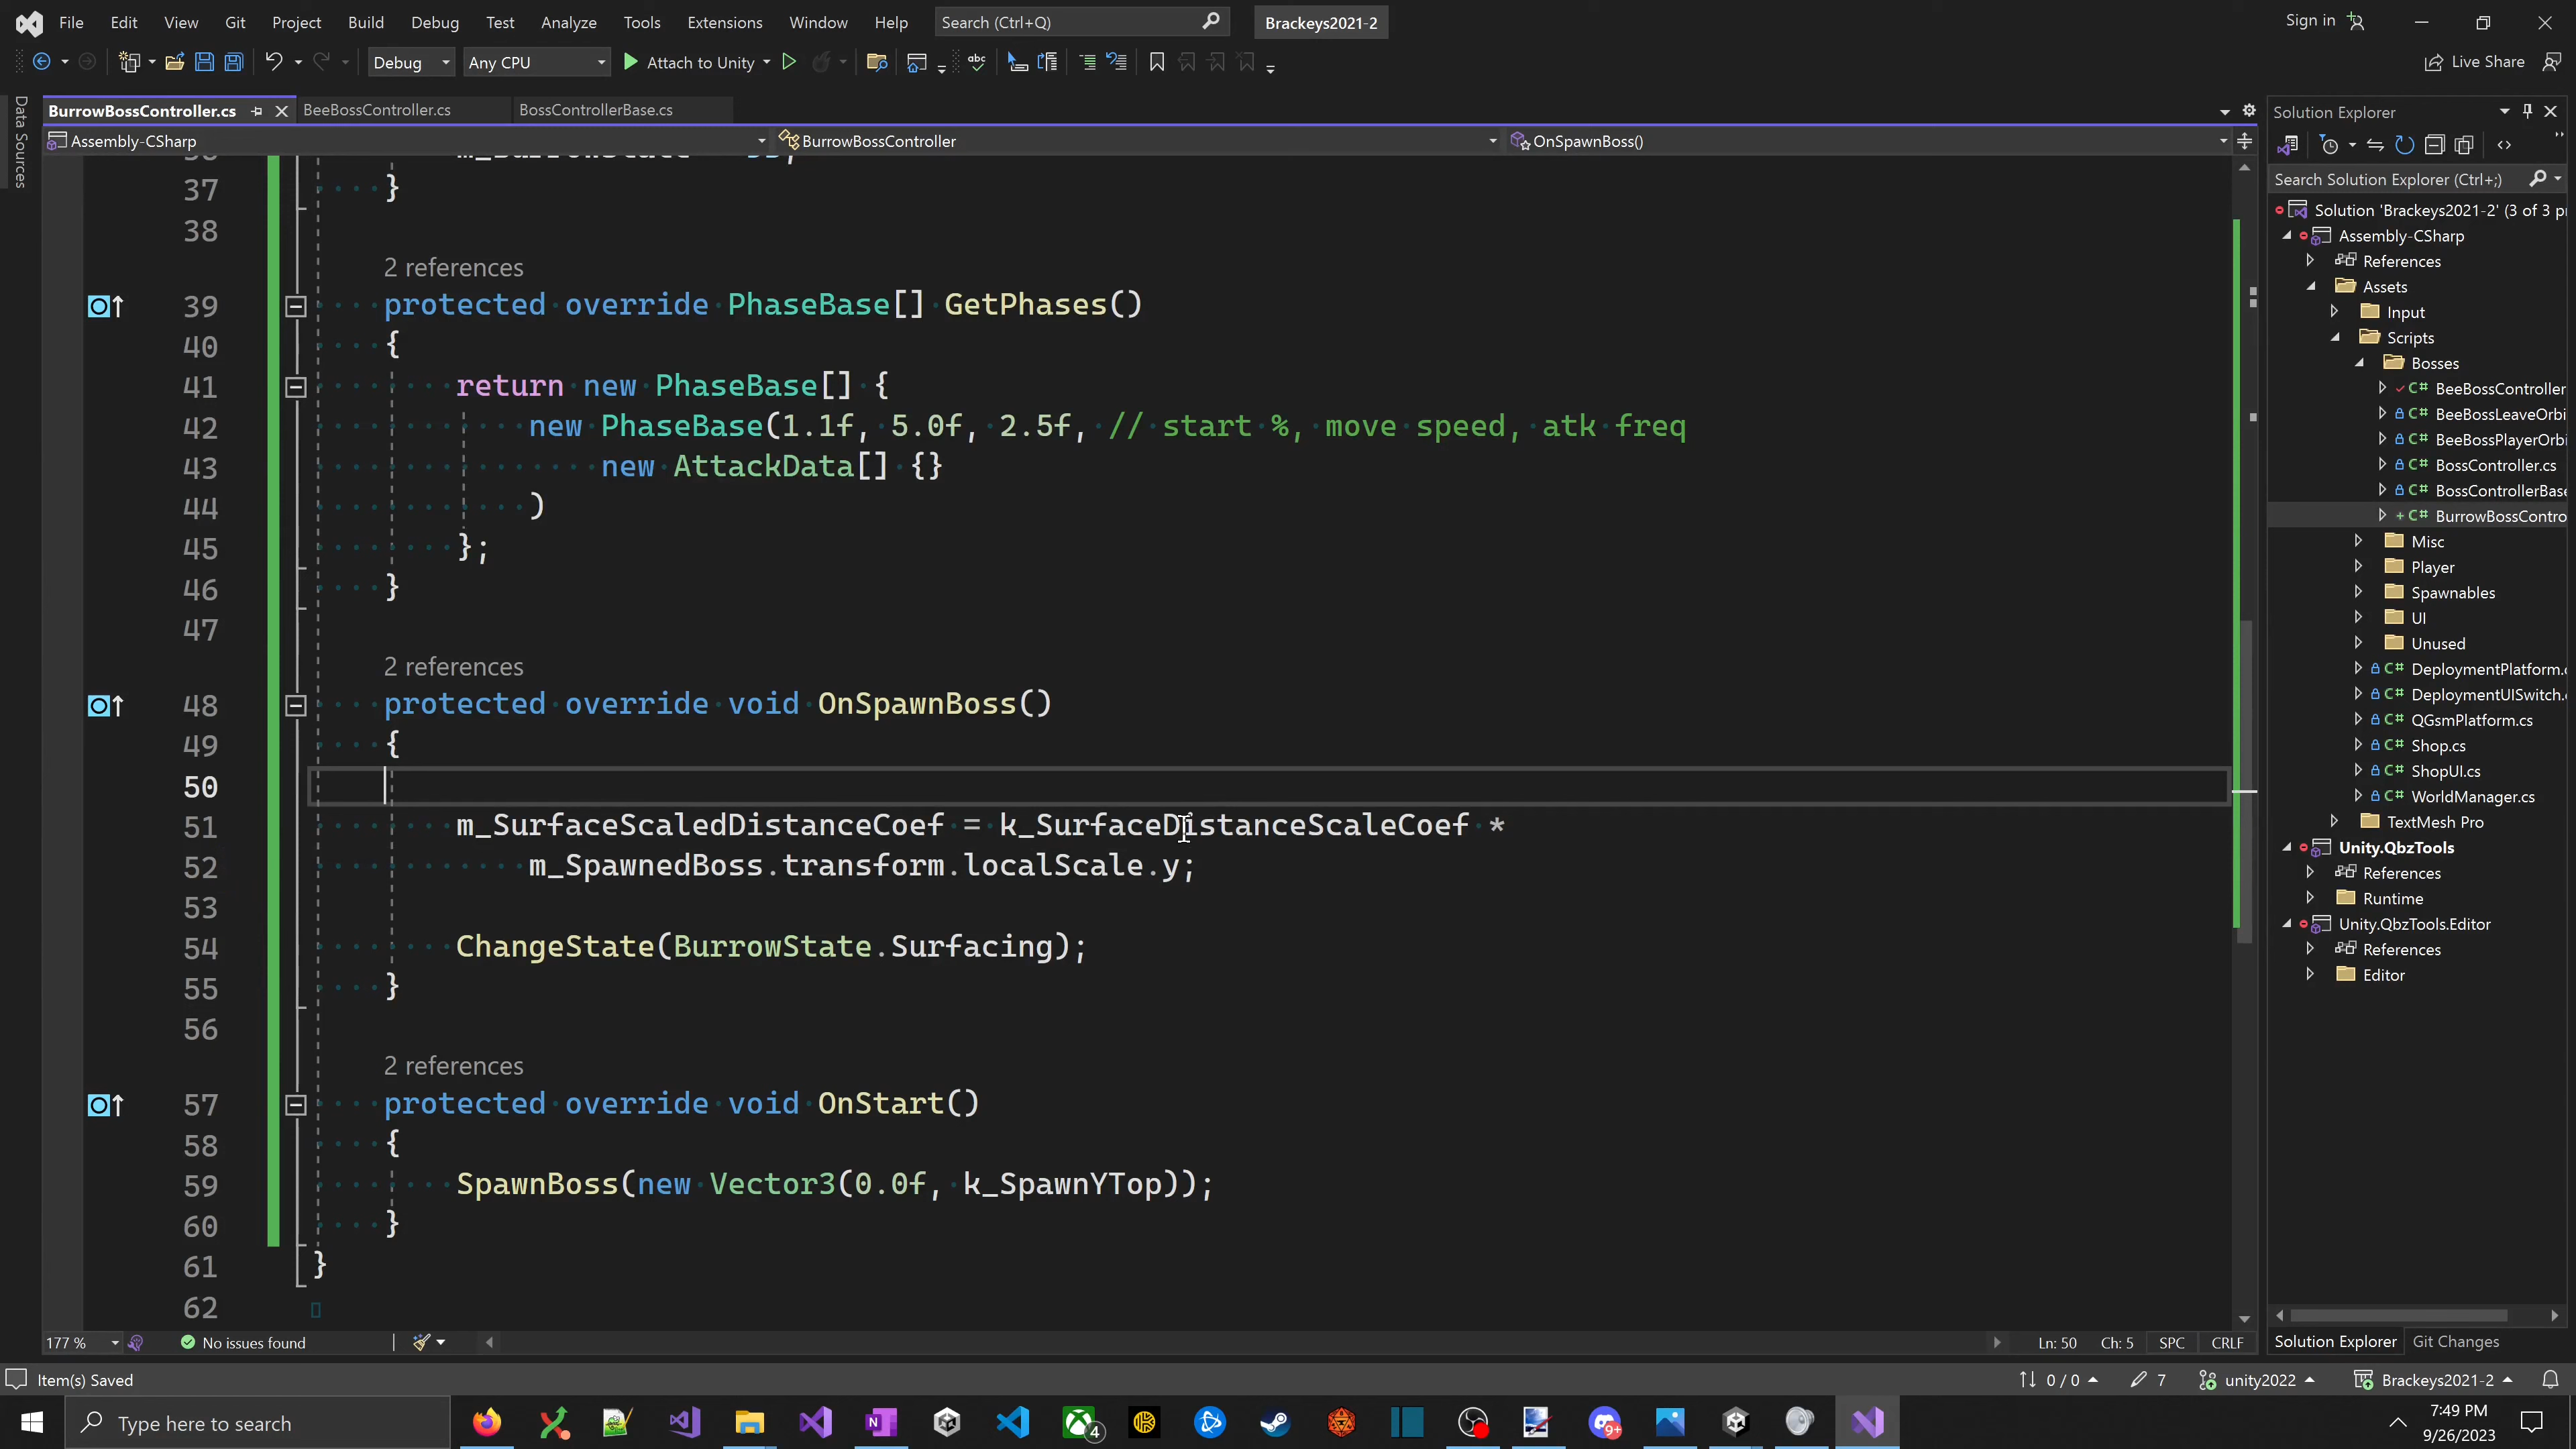 File Edit View Git Project Build Debug Test Analyze Tools Extensions Window Help Search (Ctrl+Q) Brackeys2021-2 Sign in
Debug Any CPU Attach to Unity Live Share
Data Sources
BurrowBossController.cs BeeBossController.cs BossControllerBase.cs
Assembly-CSharp BurrowBossController OnSpawnBoss()
37 }
38
2 references
39 protected override PhaseBase[] GetPhases()
40 {
41 return new PhaseBase[] {
42 new PhaseBase(1.1f, 5.0f, 2.5f, // start %, move speed, atk freq
43 new AttackData[] {}
44 )
45 };
46 }
47
2 references
48 protected override void OnSpawnBoss()
49 {
50
51 m_SurfaceScaledDistanceCoef = k_SurfaceDistanceScaleCoef *
52 m_SpawnedBoss.transform.localScale.y;
53
54 ChangeState(BurrowState.Surfacing);
55 }
56
2 references
57 protected override void OnStart()
58 {
59 SpawnBoss(new Vector3(0.0f, k_SpawnYTop));
60 }
61 }
62
177 % No issues found Ln: 50 Ch: 5 SPC CRLF
Solution Explorer
Search Solution Explorer (Ctrl+;)
Solution 'Brackeys2021-2' (3 of 3 pr
Assembly-CSharp
References
Assets
Input
Scripts
Bosses
C# BeeBossController
C# BeeBossLeaveOrbi
C# BeeBossPlayerOrbi
C# BossController.cs
C# BossControllerBase
C# BurrowBossContro
Misc
Player
Spawnables
UI
Unused
C# DeploymentPlatform.c
C# DeploymentUISwitch.c
C# QGsmPlatform.cs
C# Shop.cs
C# ShopUI.cs
C# WorldManager.cs
TextMesh Pro
Unity.QbzTools
References
Runtime
Unity.QbzTools.Editor
References
Editor
Solution Explorer Git Changes
Item(s) Saved 0 / 0 7 unity2022 Brackeys2021-2
Type here to search 4 9+ 7:49 PM
9/26/2023